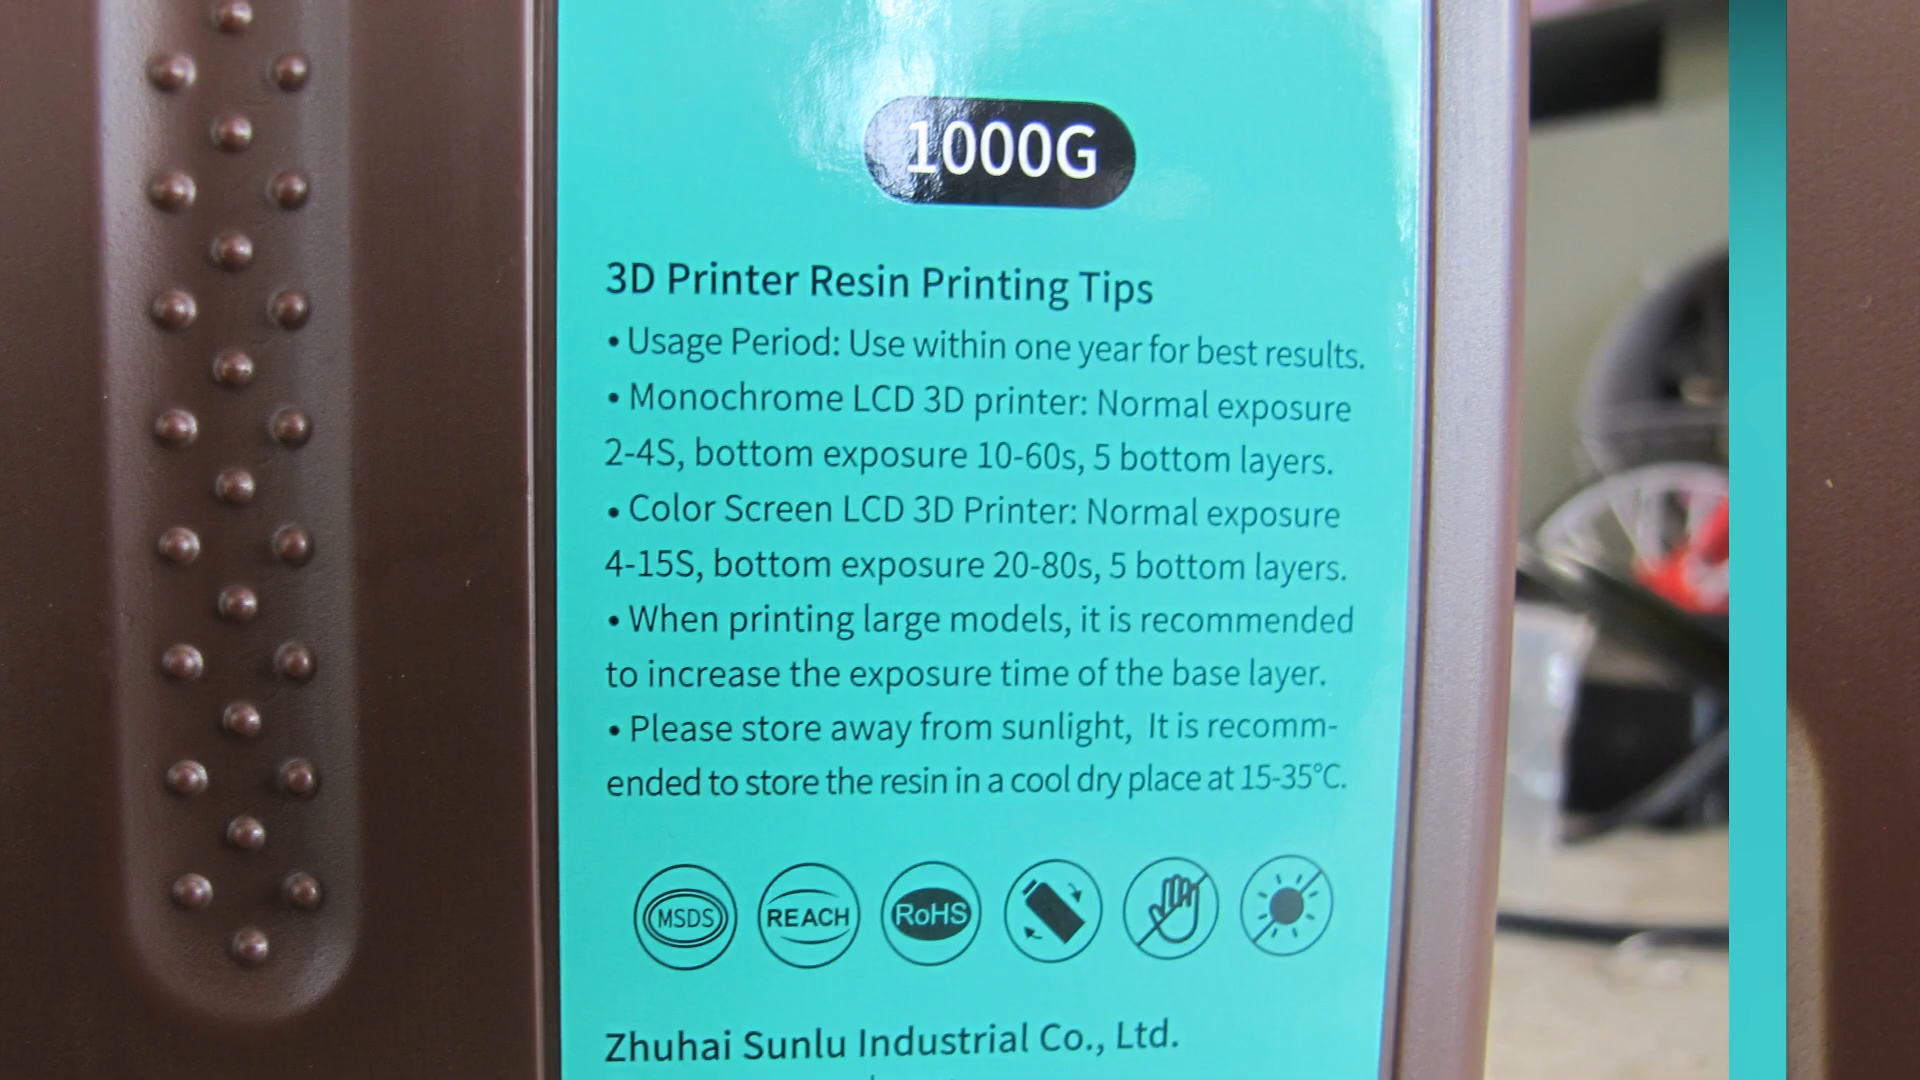 1000G
3D Printer Resin Printing Tips
• Usage Period: Use within one year for best results.
• Monochrome LCD 3D printer: Normal exposure
2-4S, bottom exposure 10-60s, 5 bottom layers.
• Color Screen LCD 3D Printer: Normal exposure
4-15S, bottom exposure 20-80s, 5 bottom layers.
• When printing large models, it is recommended
to increase the exposure time of the base layer.
• Please store away from sunlight, It is recomm-
ended to store the resin in a cool dry place at 15-35°C.
MSDS REACH RoHS
Zhuhai Sunlu Industrial Co., Ltd.